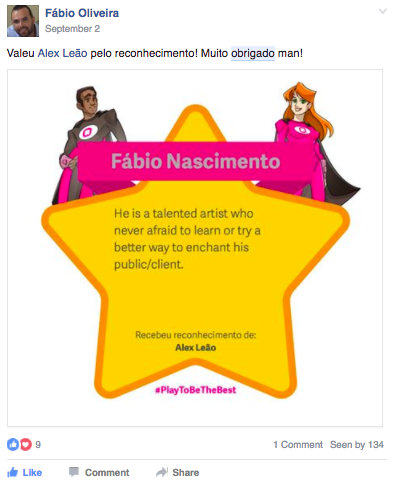 Fábio Oliveira
September 2
Valeu Alex Leão pelo reconhecimento! Muito obrigado man!
Fábio Nascimento
He is a talented artist who
never afraid to learn or try a
better way to enchant his
public/client.
Recebeu reconhecimento de:
Alex Leão
#PlayToBeTheBest
9
1 Comment Seen by 134
Like Comment Share